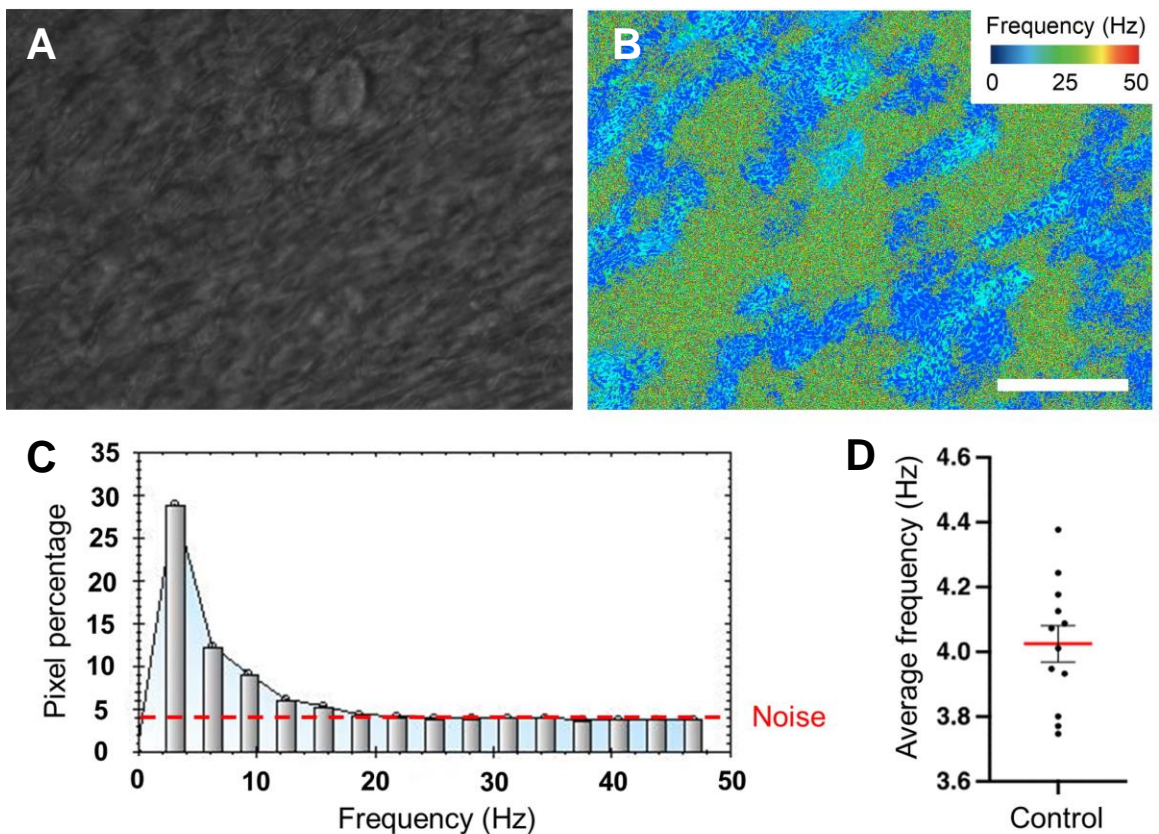 A
B
Frequency (Hz)
0 25 50
C
35
30
25
20
15
10
5
0
Pixel percentage
0 10 20 30 40 50
Frequency (Hz)
Noise
D
4.6
4.4
4.2
4.0
3.8
3.6
Average frequency (Hz)
Control